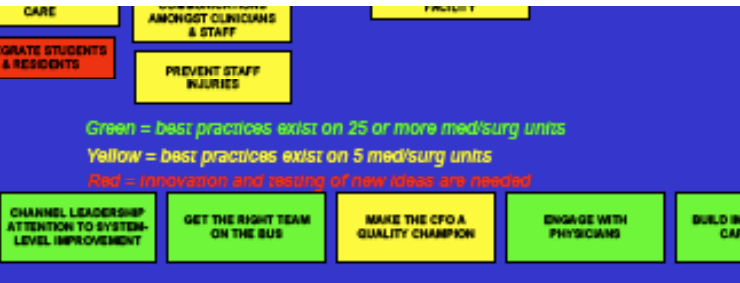 CARE
AMONGST CLINICIANS
& STAFF
FACILITY
& RESIDENTS
STUDENTS
PREVENT STAFF
INJURIES
Green = best practices exist on 25 or more med/surg units
Yellow = best practices exist on 5 med/surg units
Red = innovation and testing of new ideas are needed
CHANNEL LEADERSHIP
ATTENTION TO SYSTEM-
LEVEL IMPROVEMENT
GET THE RIGHT TEAM
ON THE BUS
MAKE THE CFO A
QUALITY CHAMPION
ENGAGE WITH
PHYSICIANS
BUILD